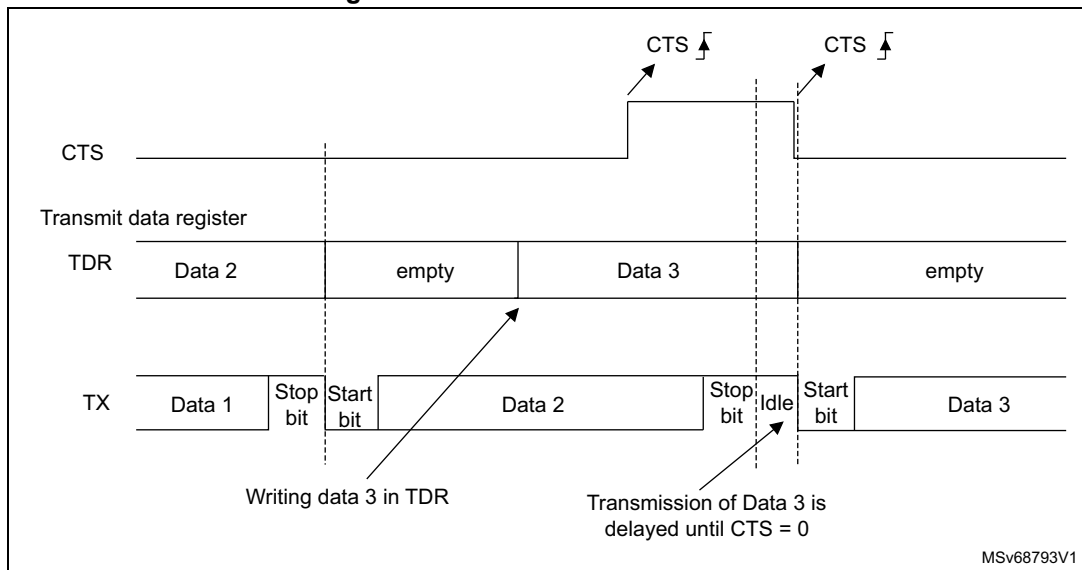 CTS CTS
CTS
Transmit data register
TDR Data 2 empty Data 3 empty
TX Data 1 Stop bit Start bit Data 2 Stop bit Idle Start bit Data 3
Writing data 3 in TDR
Transmission of Data 3 is
delayed until CTS = 0
MSv68793V1